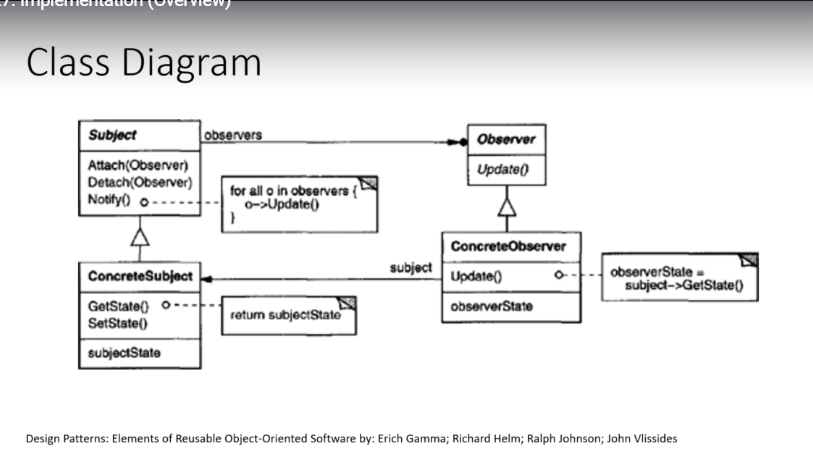 7. Implementation (Overview)
Class Diagram
Subject
Attach(Observer)
Detach(Observer)
Notify()
observers
for all o in observers {
o->Update()
}
Observer
Update()
ConcreteSubject
GetState()
SetState()
subjectState
return subjectState
subject
ConcreteObserver
Update()
observerState
observerState =
subject->GetState()
Design Patterns: Elements of Reusable Object-Oriented Software by: Erich Gamma; Richard Helm; Ralph Johnson; John Vlissides